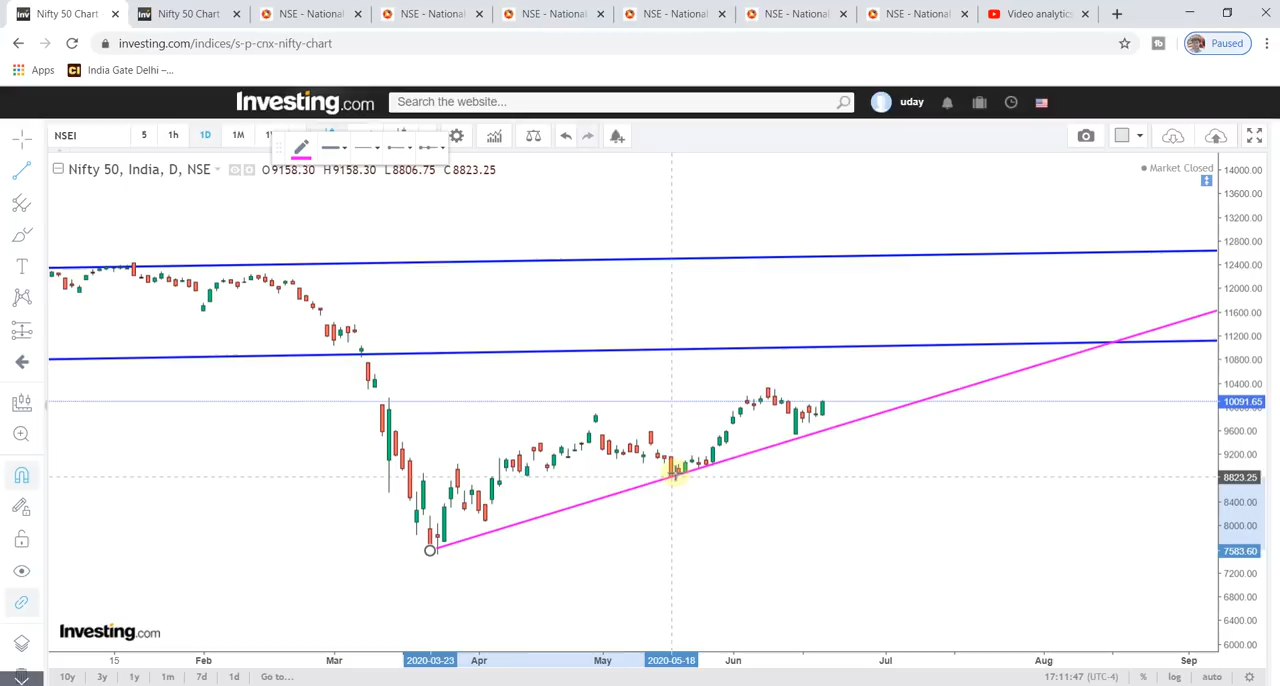 Nifty 50 Chart
Nifty 50 Chart
NSE - National
NSE - National
NSE - National
NSE - National
NSE - National
NSE - National
Video analytics
investing.com/indices/s-p-cnx-nifty-chart
Paused
Apps
India Gate Delhi –...
Investing.com
Search the website...
uday
NSEI
5
1h
1D
1M
Nifty 50, India, D, NSE
O9158.30 H9158.30 L8806.75 C8823.25
Market Closed
14000.00
13600.00
13200.00
12800.00
12400.00
12000.00
11600.00
11200.00
10800.00
10400.00
10091.65
9600.00
9200.00
8823.25
8400.00
8000.00
7583.60
7200.00
6800.00
6400.00
6000.00
Investing.com
15 Feb Mar 2020-03-23 Apr May 2020-05-18 Jun Jul Aug Sep
10y 3y 1y 1m 7d 1d Go to... 17:11:47 (UTC-4) % log auto